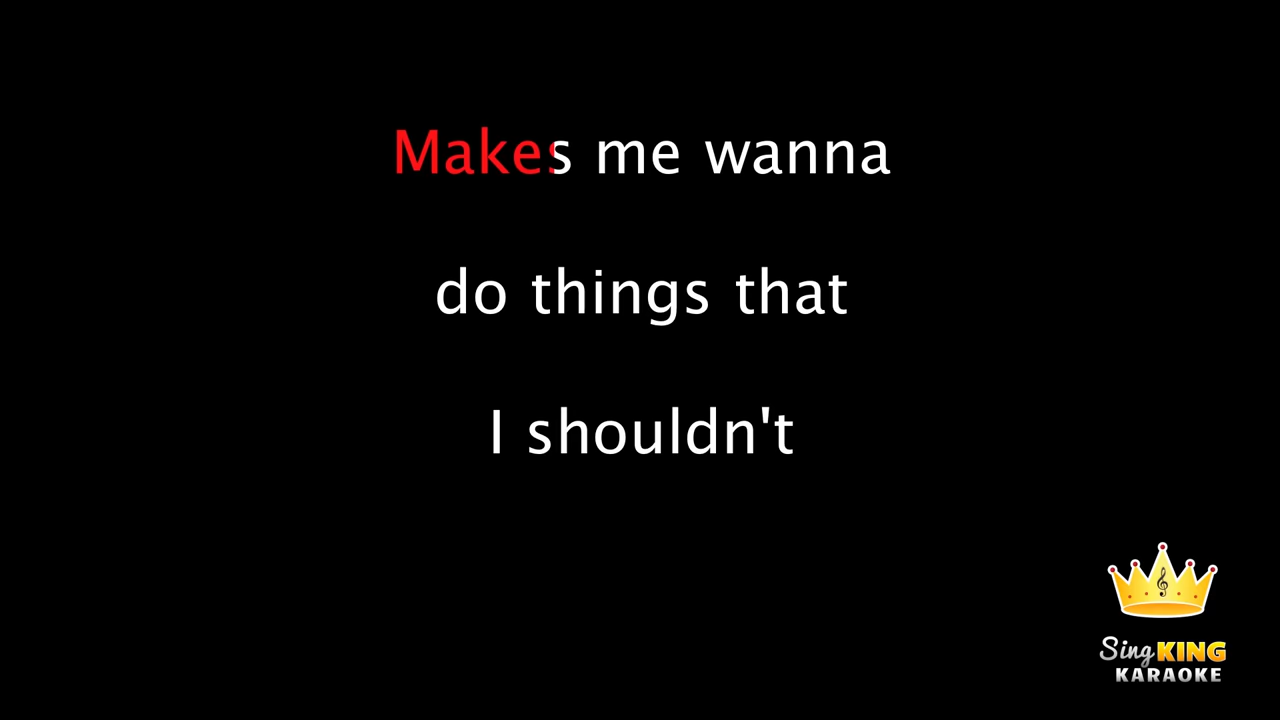 Makes me wanna
do things that
I shouldn't
Sing KING
KARAOKE